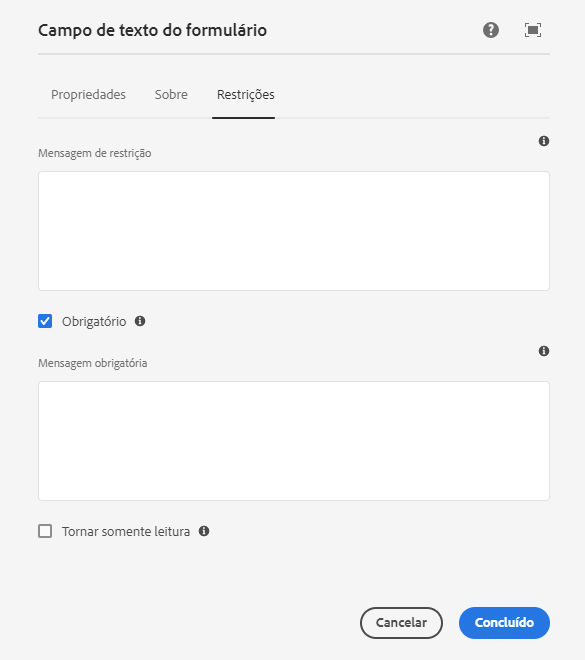 Campo de texto do formulário
Propriedades Sobre Restrições
Mensagem de restrição
Obrigatório
Mensagem obrigatória
Tornar somente leitura
Cancelar Concluído